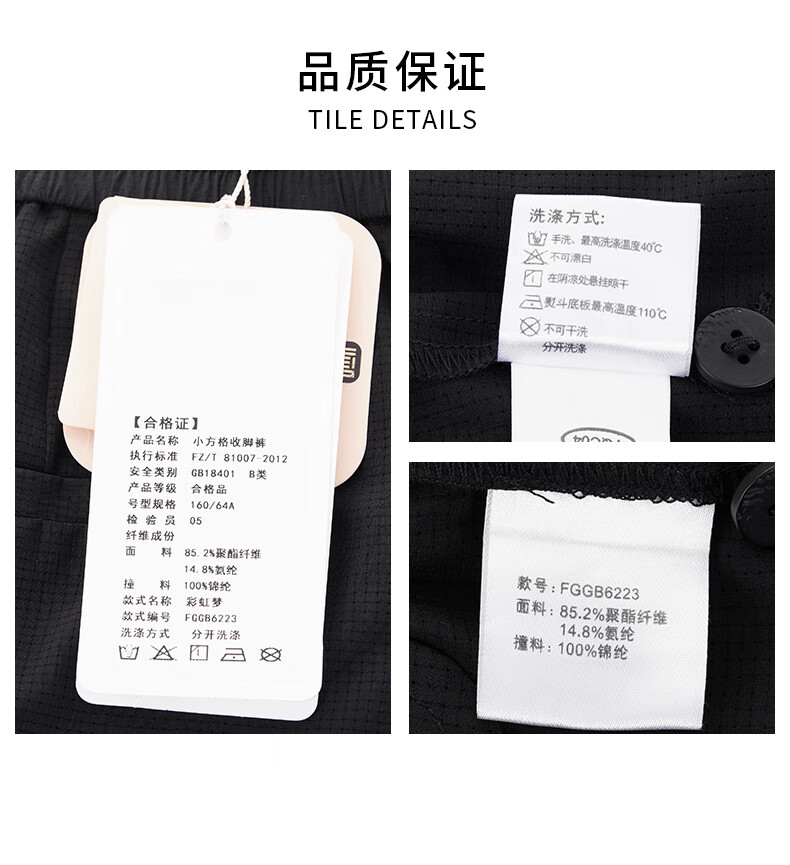 品质保证
TILE DETAILS
【合格证】
产品名称 小方格收脚裤
执行标准 FZ/T 81007-2012
安全类别 GB18401 B类
产品等级 合格品
号型规格 160/64A
检验员 05
纤维成份
面料 85.2%聚酯纤维
14.8%氨纶
撞料 100%锦纶
款式名称 彩虹梦
款式编号 FGGB6223
洗涤方式 分开洗涤
洗涤方式:
手洗、最高洗涤温度40℃
不可漂白
在阴凉处悬挂晾干
熨斗底板最高温度110℃
不可干洗
分开洗涤
款号: FGGB6223
面料: 85.2%聚酯纤维
14.8%氨纶
撞料: 100%锦纶